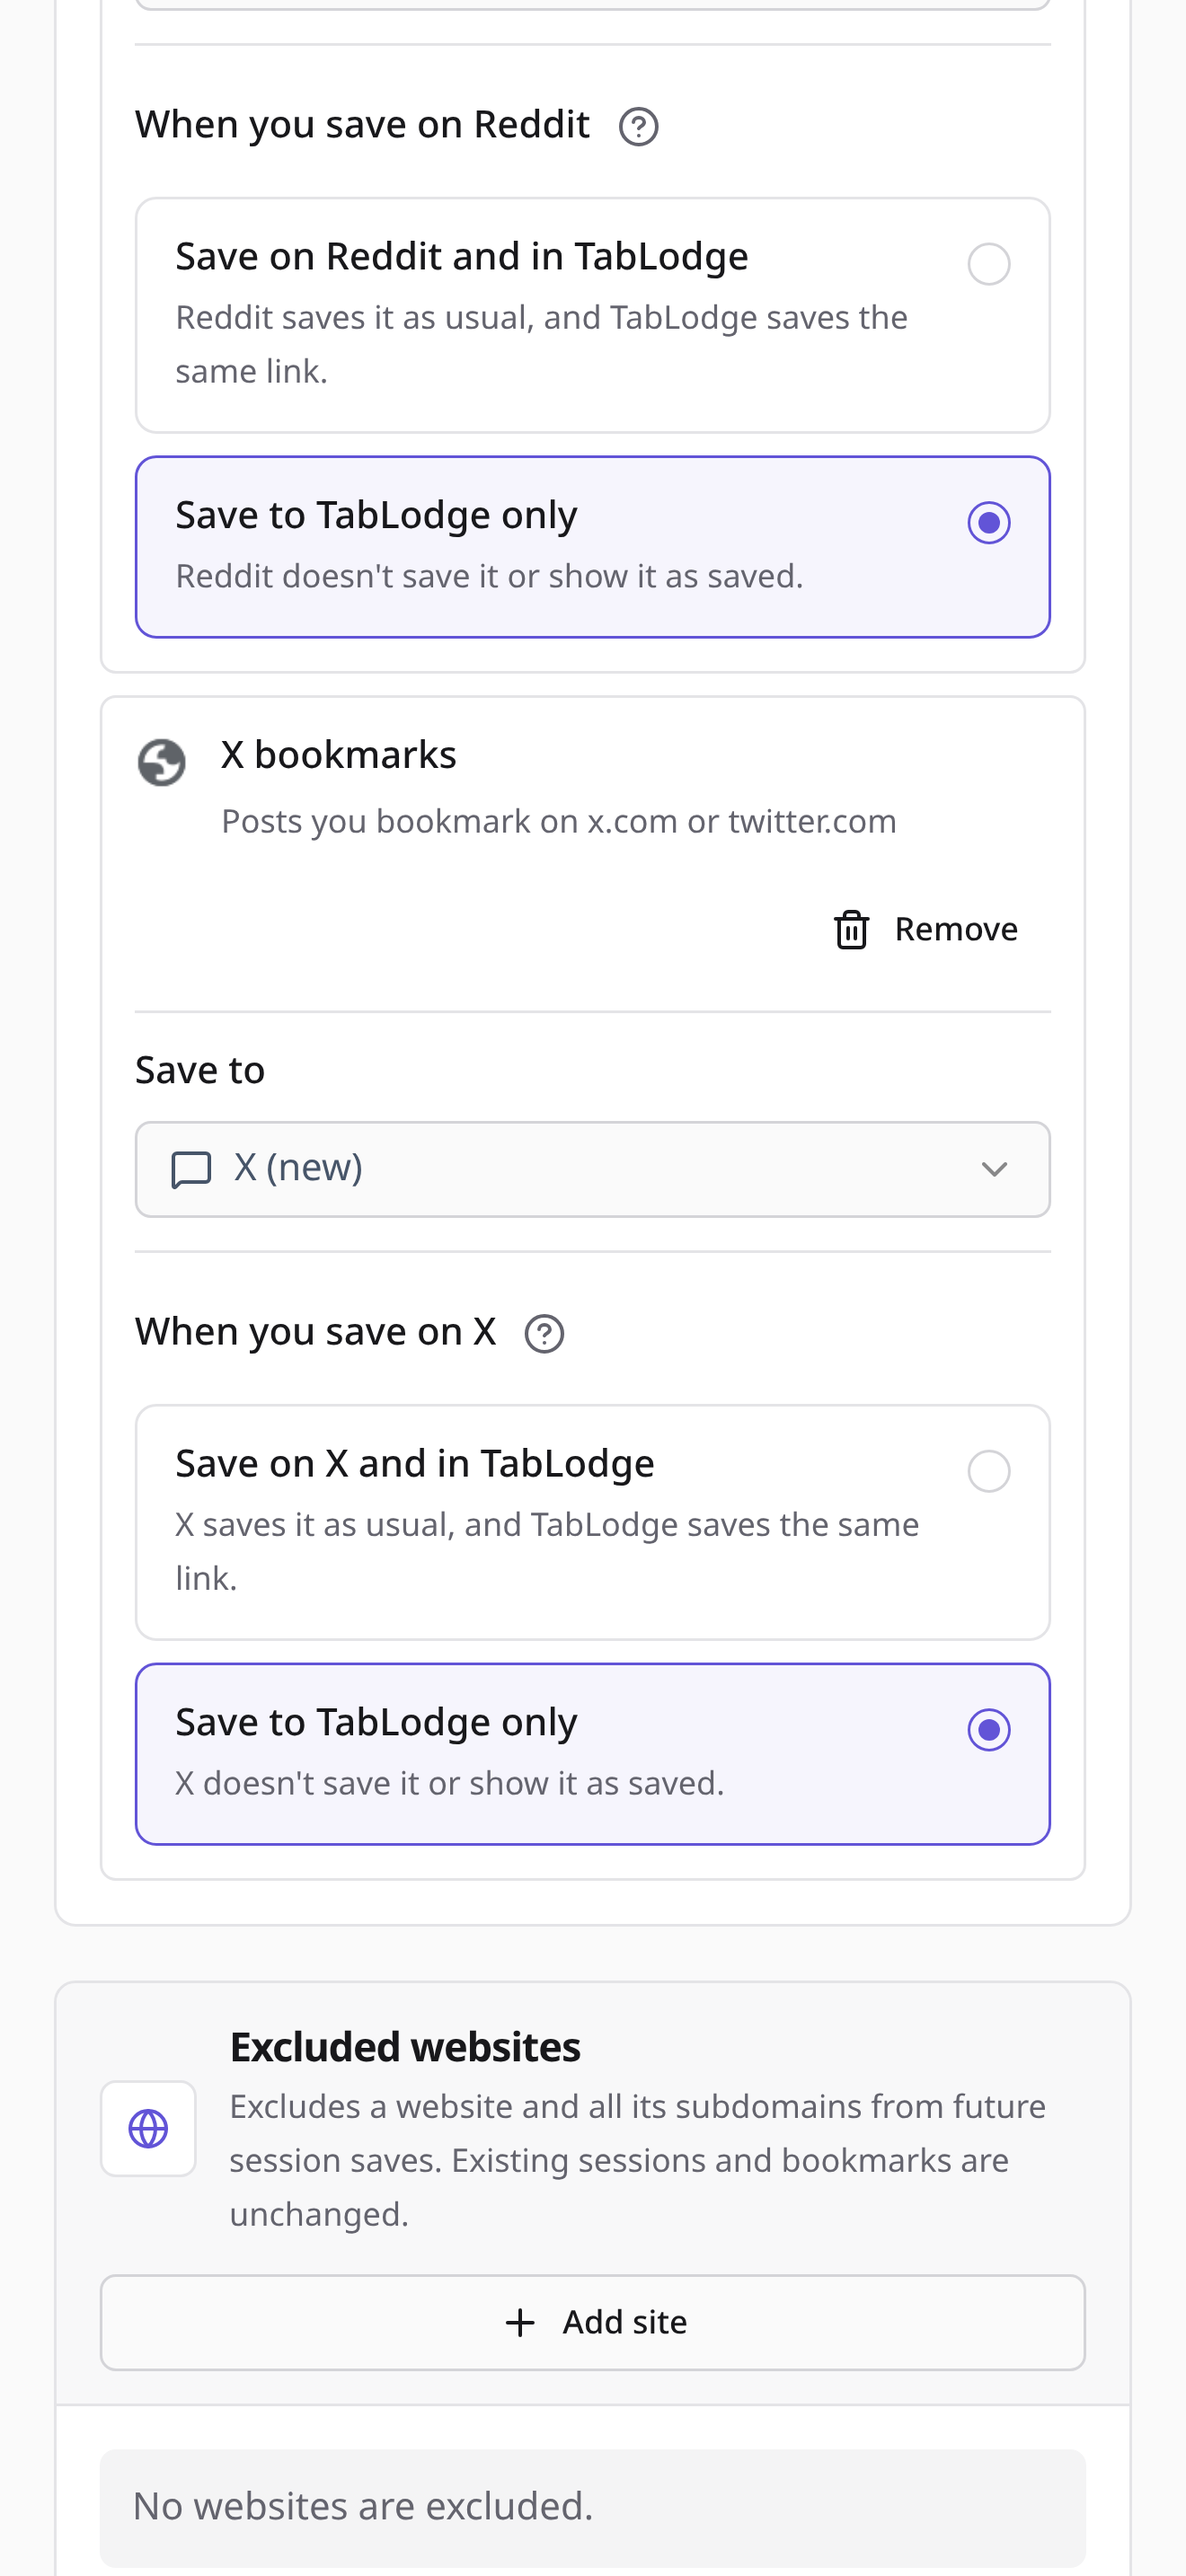 When you save on Reddit
Save on Reddit and in TabLodge
Reddit saves it as usual, and TabLodge saves the
same link.
Save to TabLodge only
Reddit doesn't save it or show it as saved.
X bookmarks
Posts you bookmark on x.com or twitter.com
Remove
Save to
X (new)
When you save on X
Save on X and in TabLodge
X saves it as usual, and TabLodge saves the same
link.
Save to TabLodge only
X doesn't save it or show it as saved.
Excluded websites
Excludes a website and all its subdomains from future
session saves. Existing sessions and bookmarks are
unchanged.
Add site
No websites are excluded.